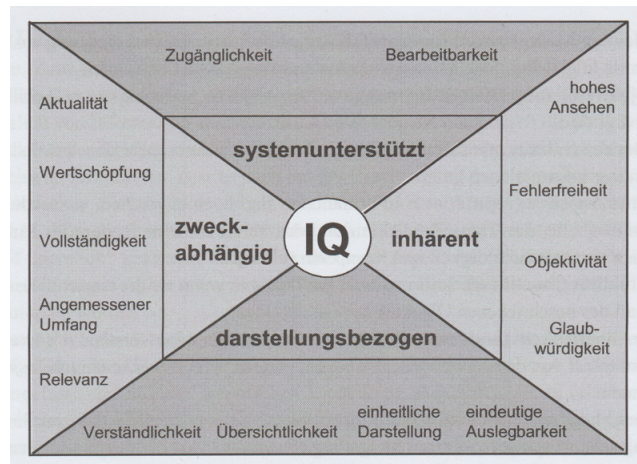 Zugänglichkeit
Bearbeitbarkeit
hohes
Ansehen
Aktualität
systemunterstützt
Wertschöpfung
Fehlerfreiheit
zweck-
abhängig
IQ
inhärent
Vollständigkeit
Objektivität
Angemessener
Umfang
darstellungsbezogen
Glaub-
würdigkeit
Relevanz
Verständlichkeit
Übersichtlichkeit
einheitliche
Darstellung
eindeutige
Auslegbarkeit